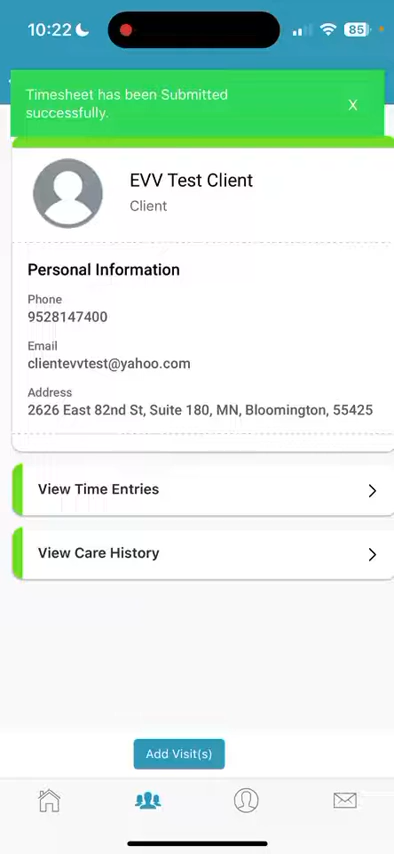 10:22
85
Timesheet has been Submitted
successfully.
X
EVV Test Client
Client
Personal Information
Phone
9528147400
Email
clientevvtest@yahoo.com
Address
2626 East 82nd St, Suite 180, MN, Bloomington, 55425
View Time Entries
View Care History
Add Visit(s)